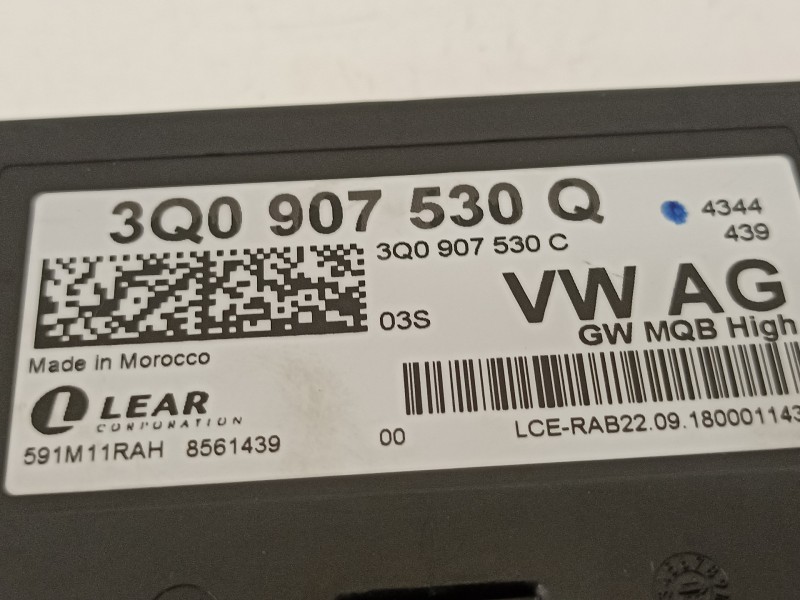 3Q0 907 530 Q
4344
3Q0 907 530 C
439
VW AG
03S
GW MQB High
Made in Morocco
LEAR
CORPORATION
591M11RAH 8561439
00
LCE-RAB22.09.180001143